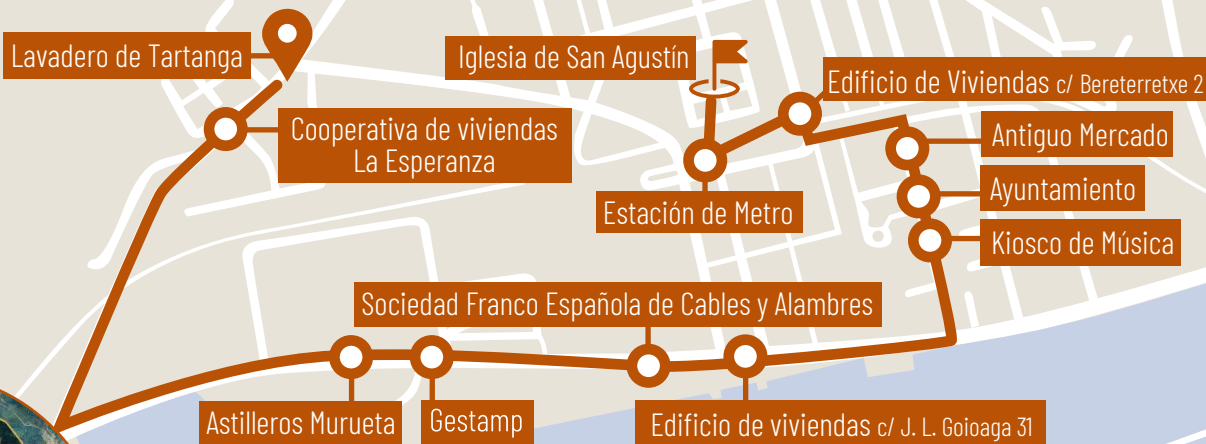 Lavadero de Tartanga
Iglesia de San Agustín
Edificio de Viviendas c/ Bereterretxe 2
Cooperativa de viviendas
La Esperanza
Antiguo Mercado
Ayuntamiento
Estación de Metro
Kiosco de Música
Sociedad Franco Española de Cables y Alambres
Astilleros Murueta
Gestamp
Edificio de viviendas c/ J. L. Goioaga 31